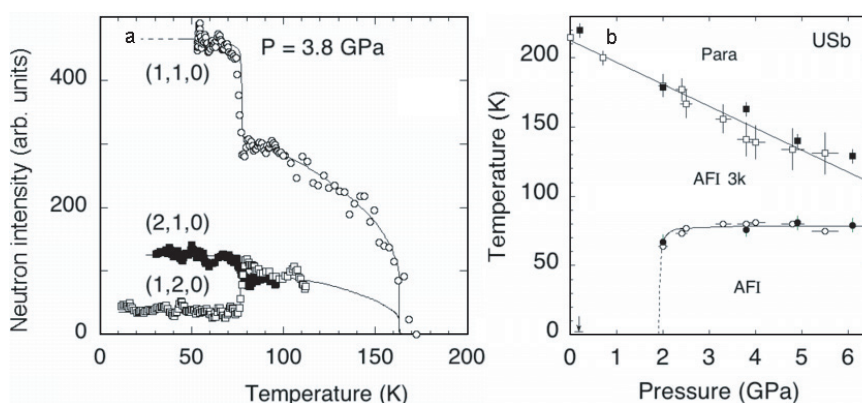 a
P = 3.8 GPa
(1,1,0)
(2,1,0)
(1,2,0)
Neutron intensity (arb. units)
400
200
0
0 50 100 150 200
Temperature (K)
b
USb
Para
AFI 3k
AFI
Temperature (K)
200
150
100
50
0
0 1 2 3 4 5 6
Pressure (GPa)